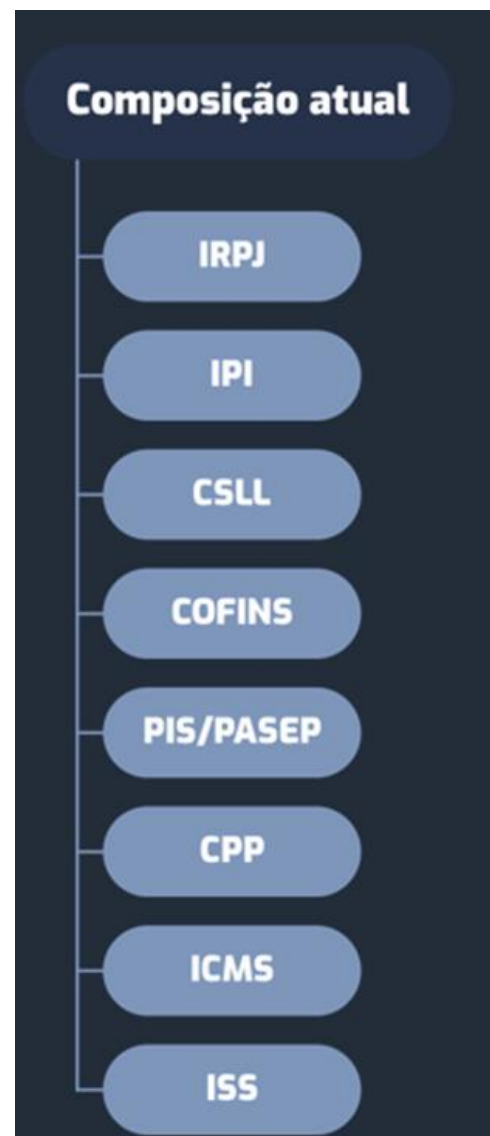 Composição atual
IRPJ
IPI
CSLL
COFINS
PIS/PASEP
CPP
ICMS
ISS